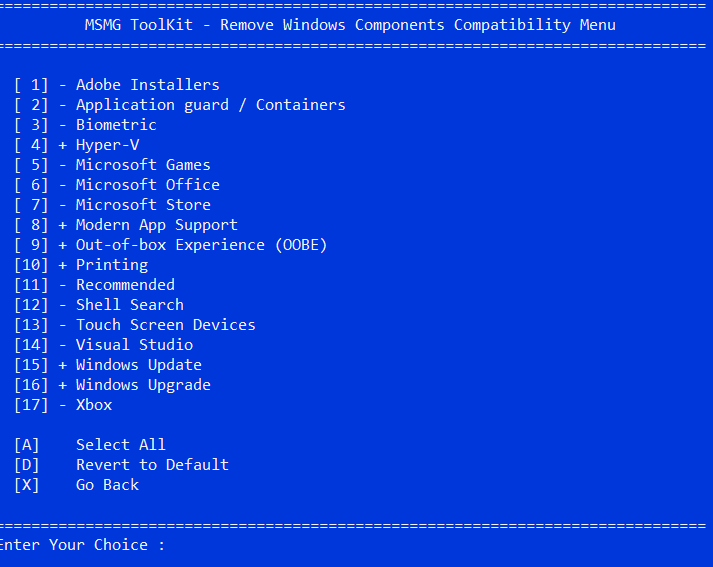 ================================================================================
MSMG ToolKit - Remove Windows Components Compatibility Menu
================================================================================
[ 1] - Adobe Installers
[ 2] - Application guard / Containers
[ 3] - Biometric
[ 4] + Hyper-V
[ 5] - Microsoft Games
[ 6] - Microsoft Office
[ 7] - Microsoft Store
[ 8] + Modern App Support
[ 9] + Out-of-box Experience (OOBE)
[10] + Printing
[11] - Recommended
[12] - Shell Search
[13] - Touch Screen Devices
[14] - Visual Studio
[15] + Windows Update
[16] + Windows Upgrade
[17] - Xbox
[A] Select All
[D] Revert to Default
[X] Go Back
================================================================================
Enter Your Choice :